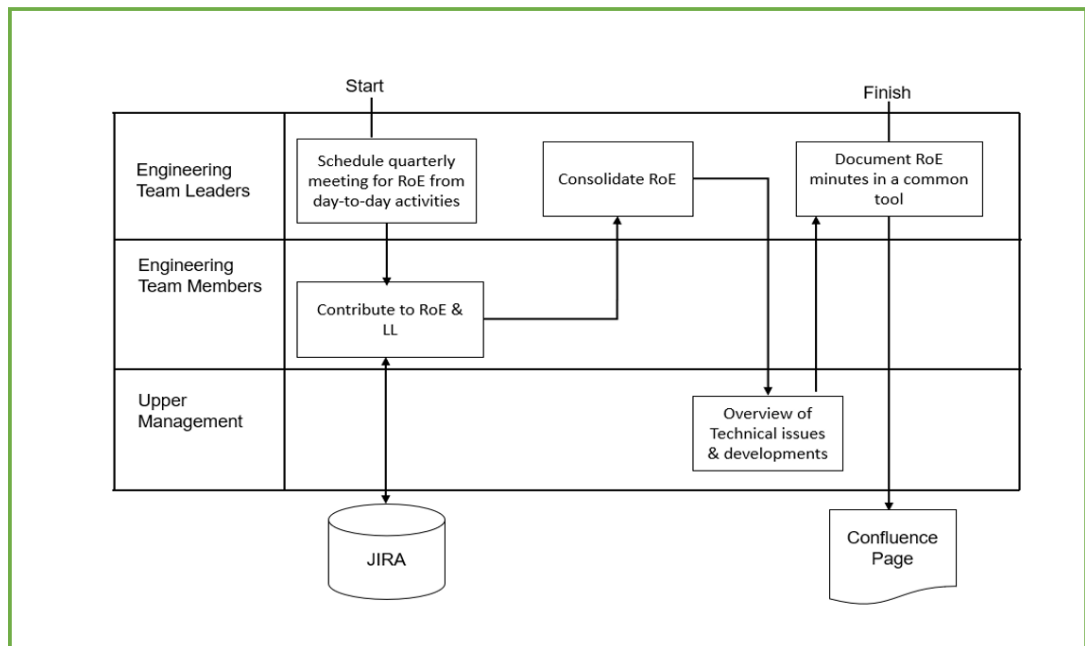 Start
Finish
Engineering
Team Leaders
Schedule quarterly
meeting for RoE from
day-to-day activities
Consolidate RoE
Document RoE
minutes in a common
tool
Engineering
Team Members
Contribute to RoE &
LL
Upper
Management
Overview of
Technical issues
& developments
JIRA
Confluence
Page